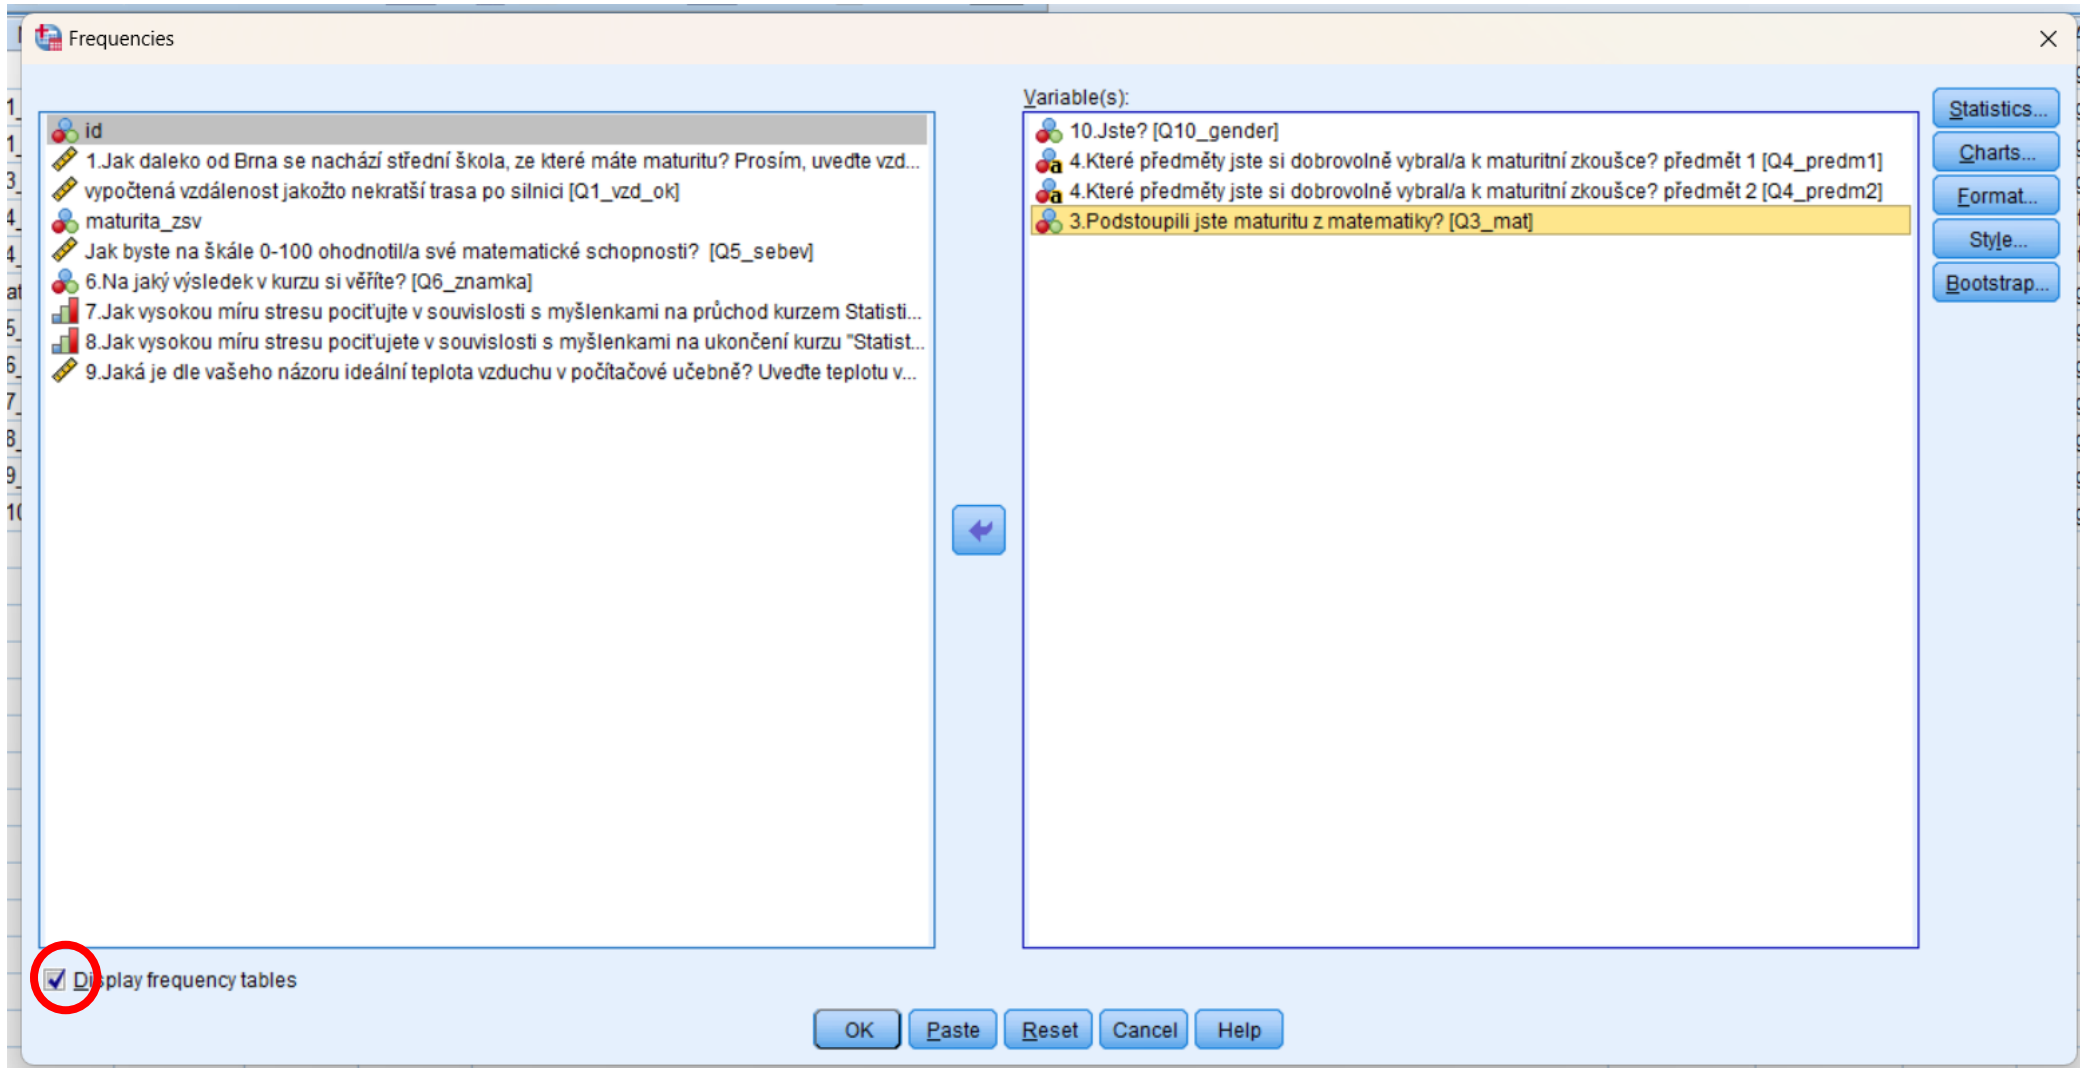 Frequencies
id
1.Jak daleko od Brna se nachází střední škola, ze které máte maturitu? Prosím, uveďte vzd...
vypočtená vzdálenost jakožto nekratší trasa po silnici [Q1_vzd_ok]
maturita_zsv
Jak byste na škále 0-100 ohodnotil/a své matematické schopnosti? [Q5_sebev]
6.Na jaký výsledek v kurzu si věříte? [Q6_znamka]
7.Jak vysokou míru stresu pociťujte v souvislosti s myšlenkami na průchod kurzem Statisti...
8.Jak vysokou míru stresu pociťujete v souvislosti s myšlenkami na ukončení kurzu "Statist...
9.Jaká je dle vašeho názoru ideální teplota vzduchu v počítačové učebně? Uveďte teplotu v...
Variable(s):
10.Jste? [Q10_gender]
4.Které předměty jste si dobrovolně vybral/a k maturitní zkoušce? předmět 1 [Q4_predm1]
4.Které předměty jste si dobrovolně vybral/a k maturitní zkoušce? předmět 2 [Q4_predm2]
3.Podstoupili jste maturitu z matematiky? [Q3_mat]
Statistics...
Charts...
Format...
Style...
Bootstrap...
Display frequency tables
OK
Paste
Reset
Cancel
Help